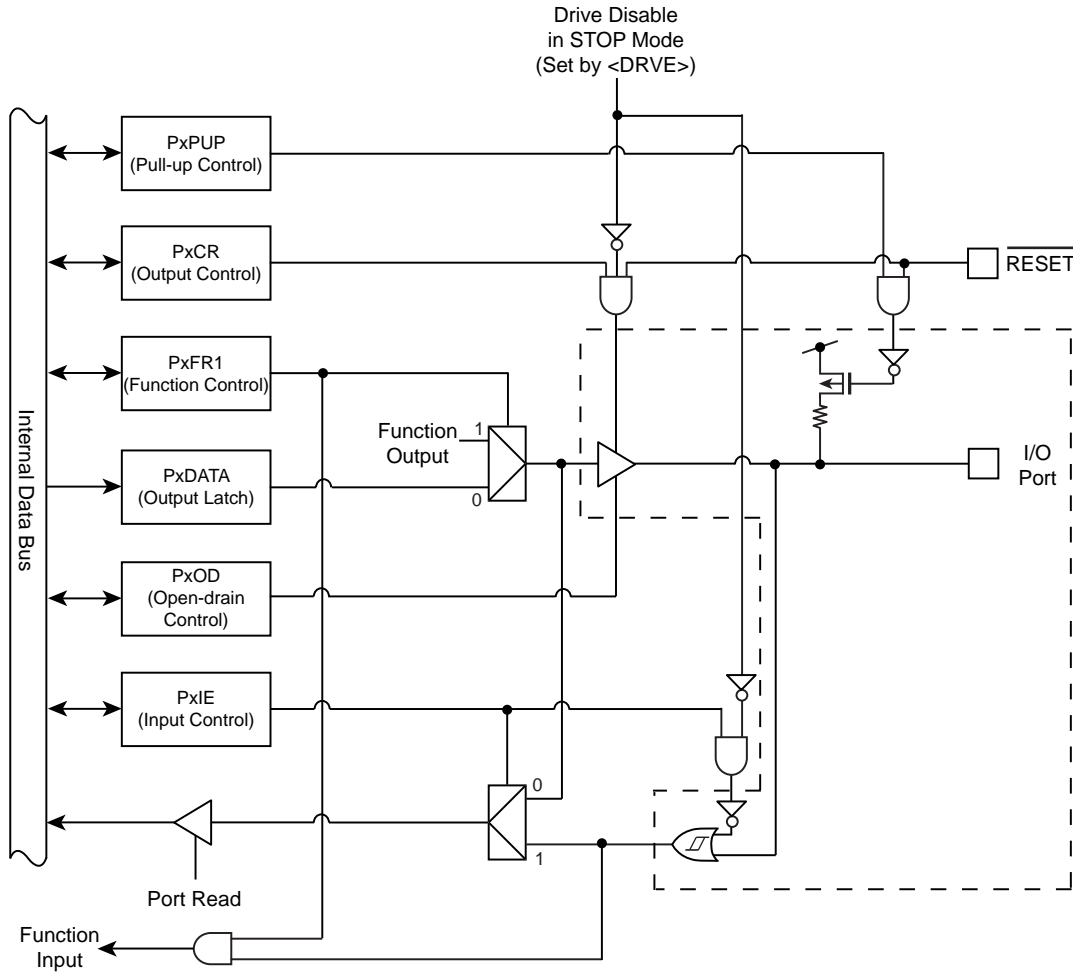 Drive Disable
in STOP Mode
(Set by <DRVE>)
PxPUP
(Pull-up Control)
PxCR
(Output Control)
RESET
PxFR1
(Function Control)
Internal Data Bus
1
Function
Output
0
PxDATA
(Output Latch)
I/O
Port
PxOD
(Open-drain
Control)
PxIE
(Input Control)
0
1
Port Read
Function
Input